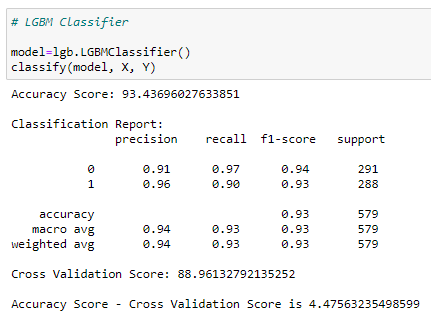 # LGBM Classifier
model=lgb.LGBMClassifier()
classify(model, X, Y)
Accuracy Score: 93.43696027633851
Classification Report:
precision recall f1-score support
0 0.91 0.97 0.94 291
1 0.96 0.90 0.93 288
accuracy 0.93 579
macro avg 0.94 0.93 0.93 579
weighted avg 0.94 0.93 0.93 579
Cross Validation Score: 88.96132792135252
Accuracy Score - Cross Validation Score is 4.47563235498599